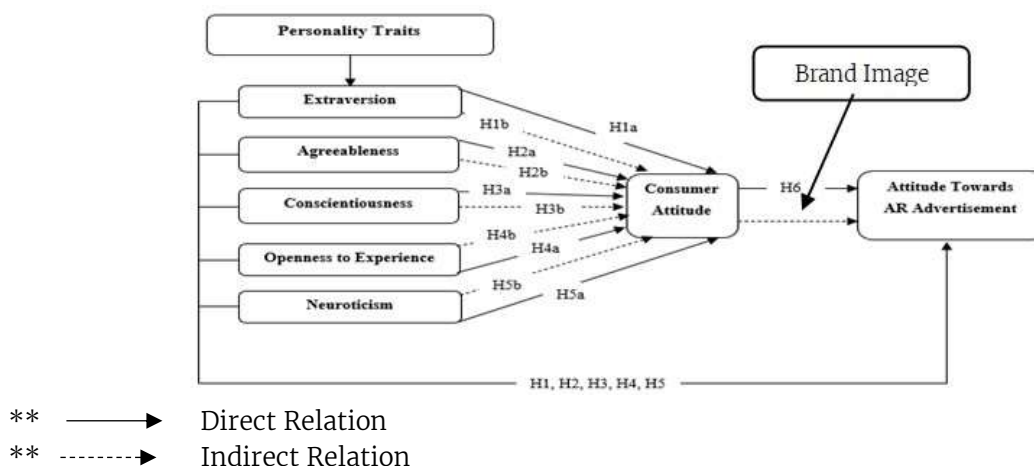 Personality Traits
Brand Image
Extraversion
H1b
H1a
Agreeableness
H2a
H2b
Consumer
Attitude
H6
Attitude Towards
AR Advertisement
Conscientiousness
H3a
H3b
Openness to Experience
H4b
H4a
Neuroticism
H5b
H5a
H1, H2, H3, H4, H5
** Direct Relation
** Indirect Relation